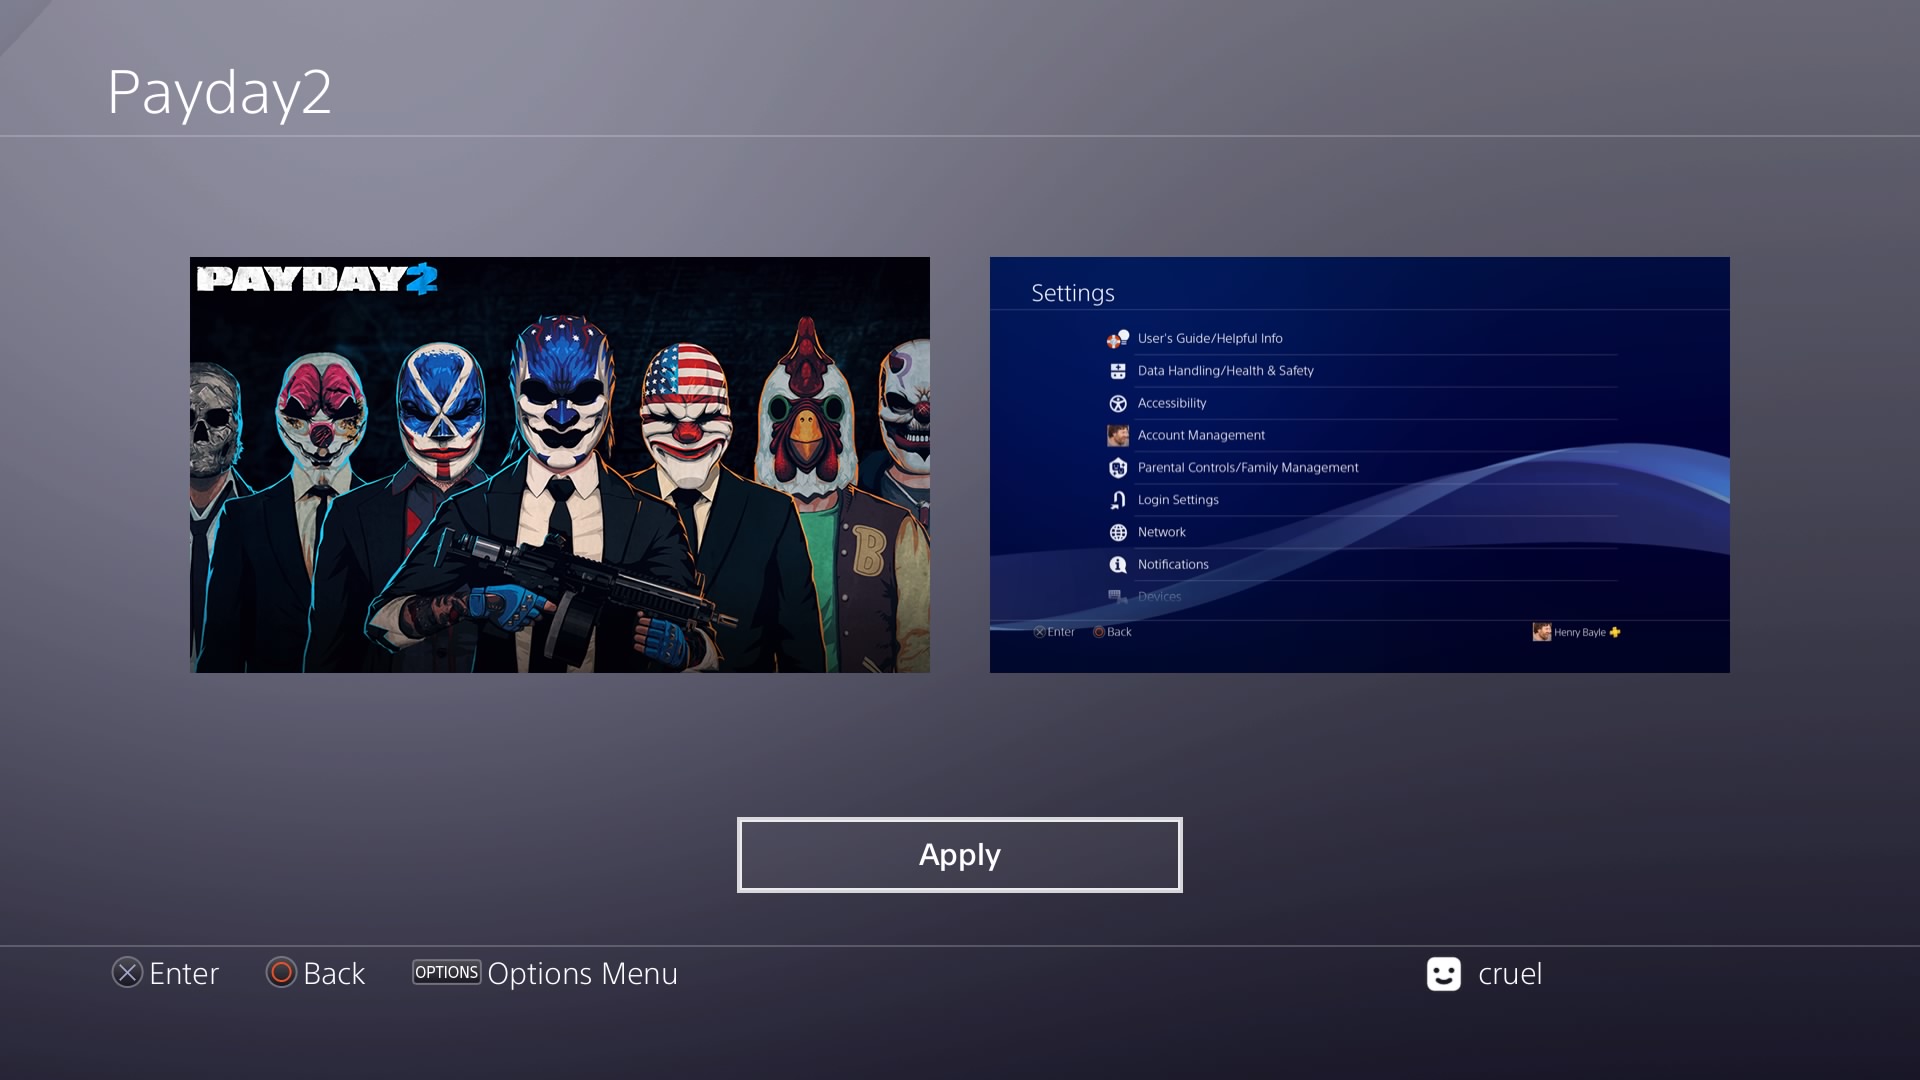 Payday2
PAYDAY2
B
Settings
User's Guide/Helpful Info
Data Handling/Health & Safety
Accessibility
Account Management
Parental Controls/Family Management
Login Settings
Network
Notifications
Devices
Enter Back Henry Bayle
Apply
Enter Back OPTIONS Options Menu cruel